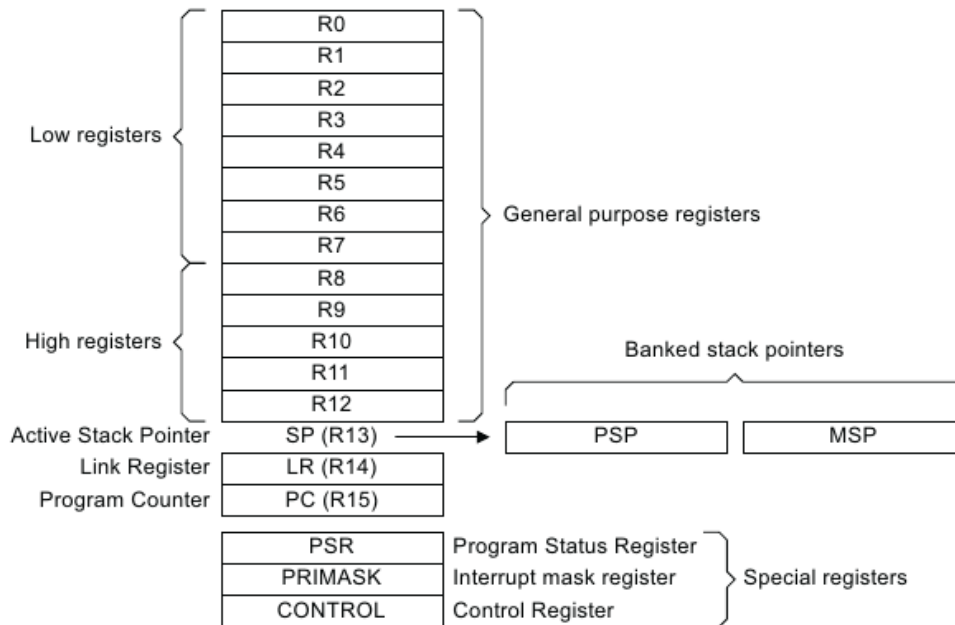 R0
R1
R2
R3
Low registers
R4
R5
R6
General purpose registers
R7
R8
R9
High registers
R10
Banked stack pointers
R11
R12
Active Stack Pointer SP (R13) PSP MSP
Link Register LR (R14)
Program Counter PC (R15)
PSR Program Status Register
PRIMASK Interrupt mask register Special registers
CONTROL Control Register